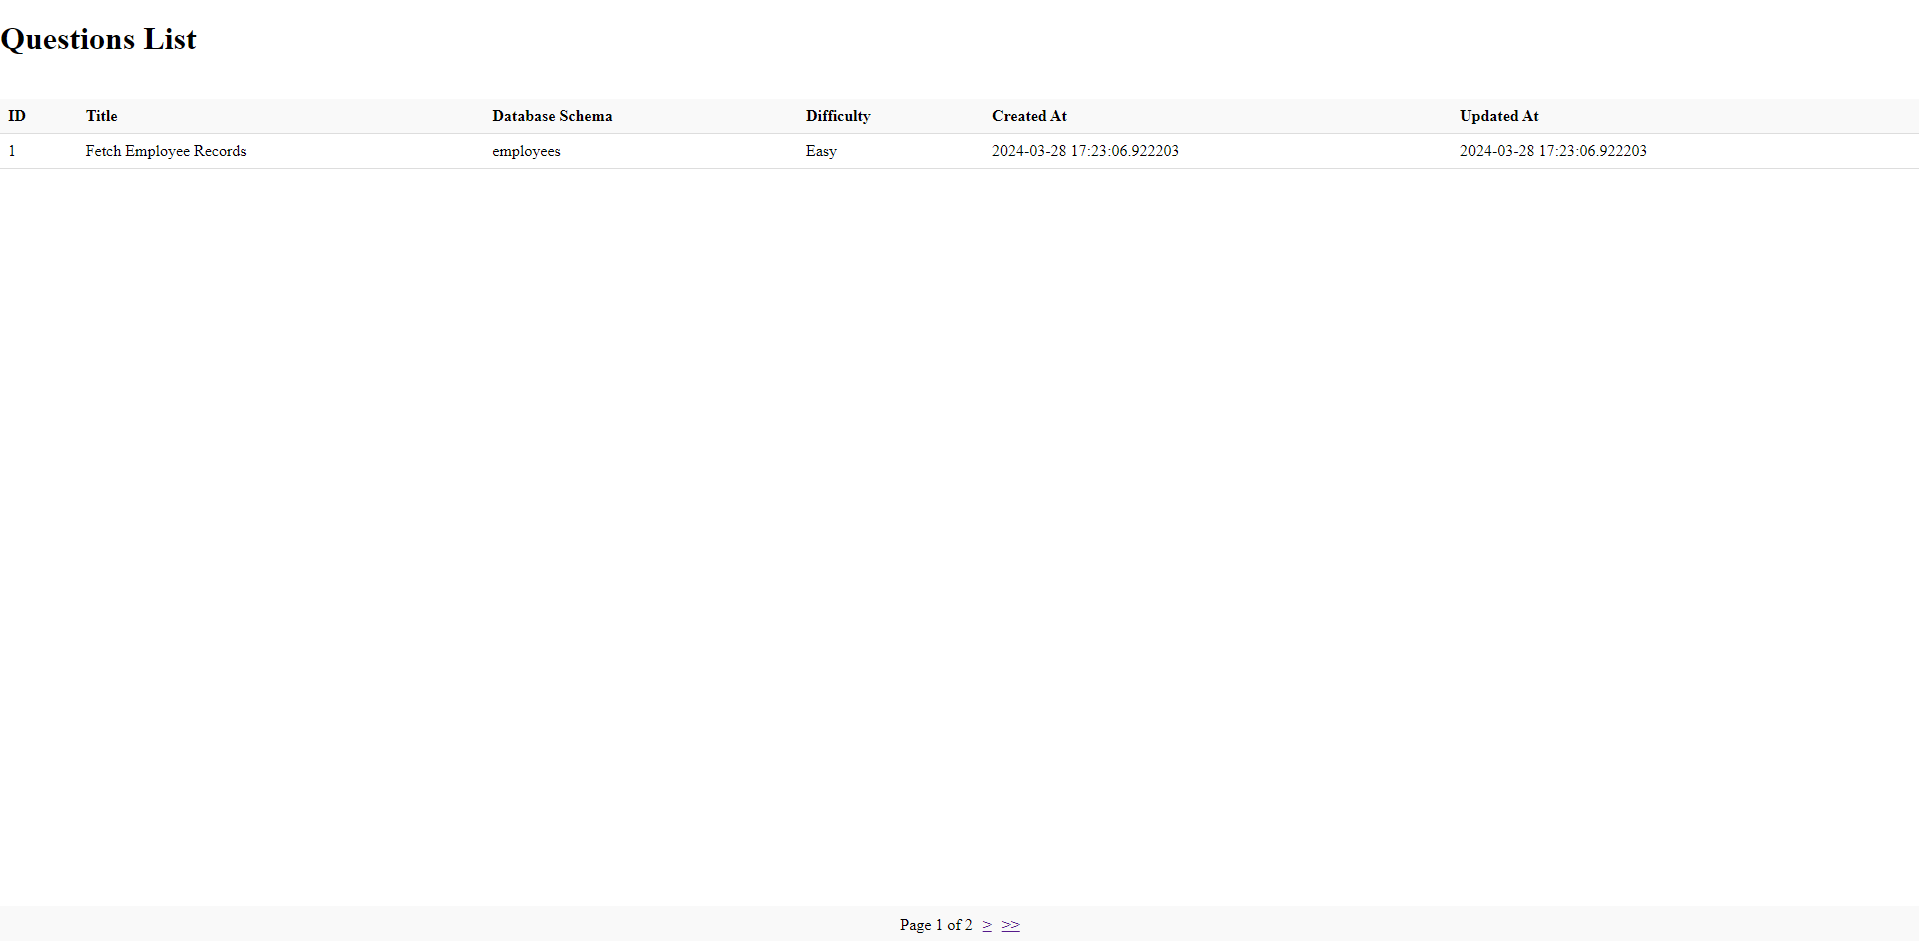 Questions List
ID Title Database Schema Difficulty Created At Updated At
1 Fetch Employee Records employees Easy 2024-03-28 17:23:06.922203 2024-03-28 17:23:06.922203
Page 1 of 2 > >>